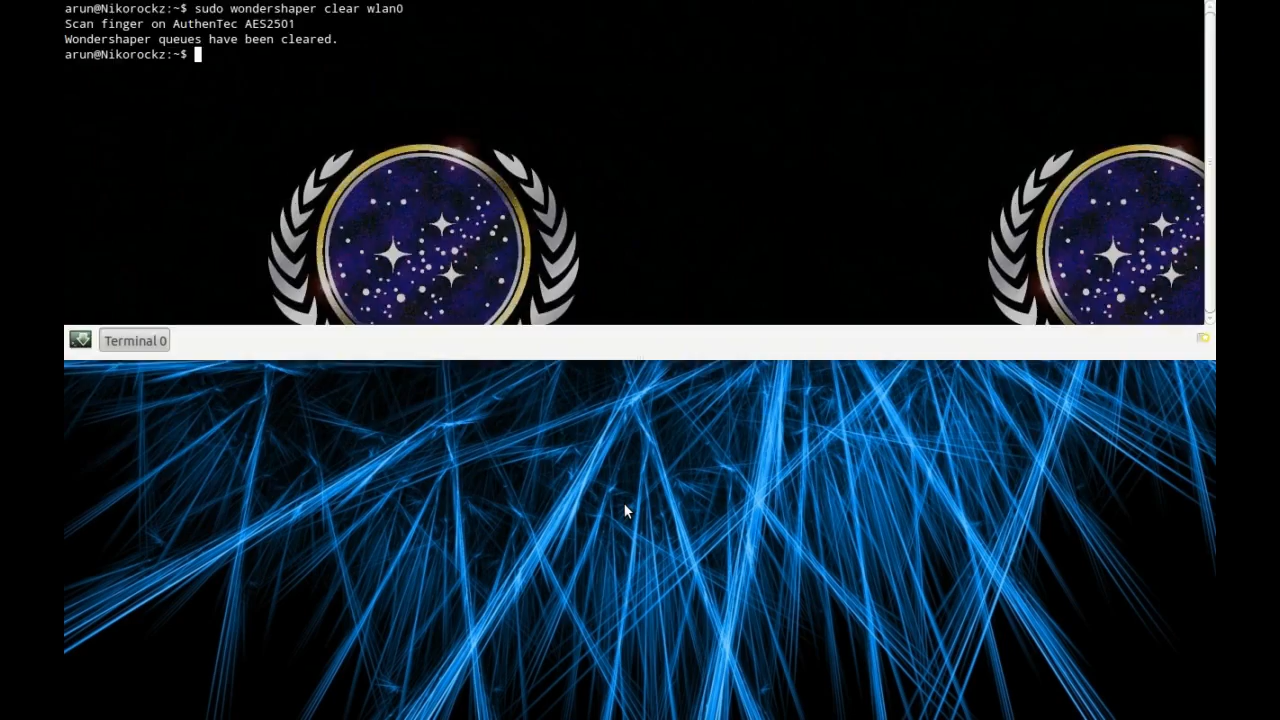 arun@Nikorockz:~$ sudo wondershaper clear wlan0
Scan finger on AuthenTec AES2501
Wondershaper queues have been cleared.
arun@Nikorockz:~$
Terminal 0